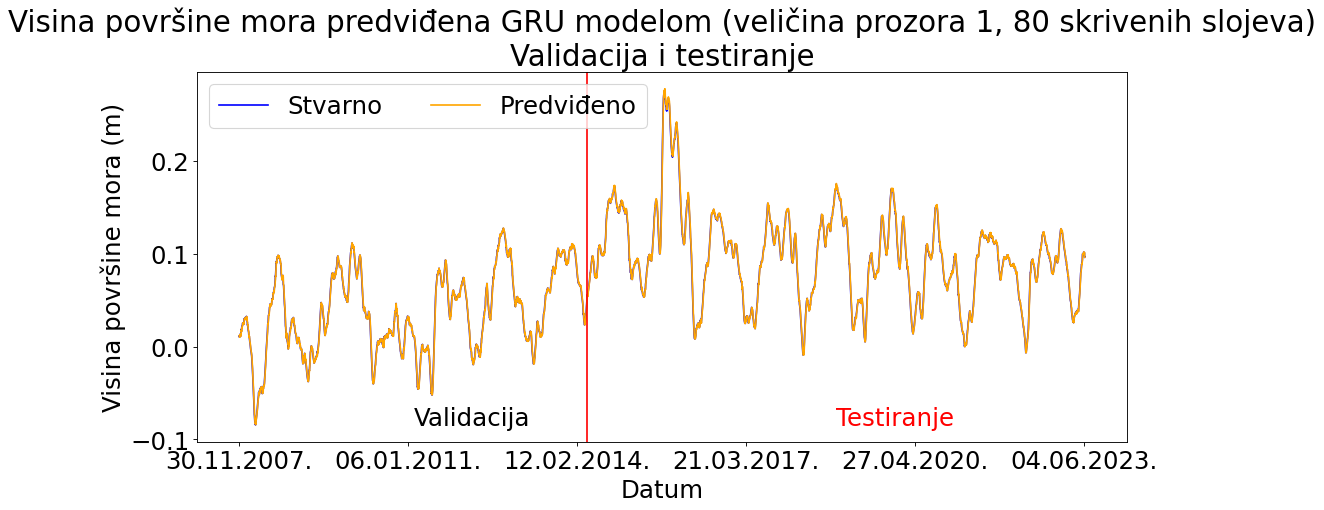 Visina površine mora predviđena GRU modelom (veličina prozora 1, 80 skrivenih slojeva)
Validacija i testiranje
Stvarno Predviđeno
Visina površine mora (m)
0.2
0.1
0.0
−0.1
Validacija Testiranje
30.11.2007. 06.01.2011. 12.02.2014. 21.03.2017. 27.04.2020. 04.06.2023.
Datum